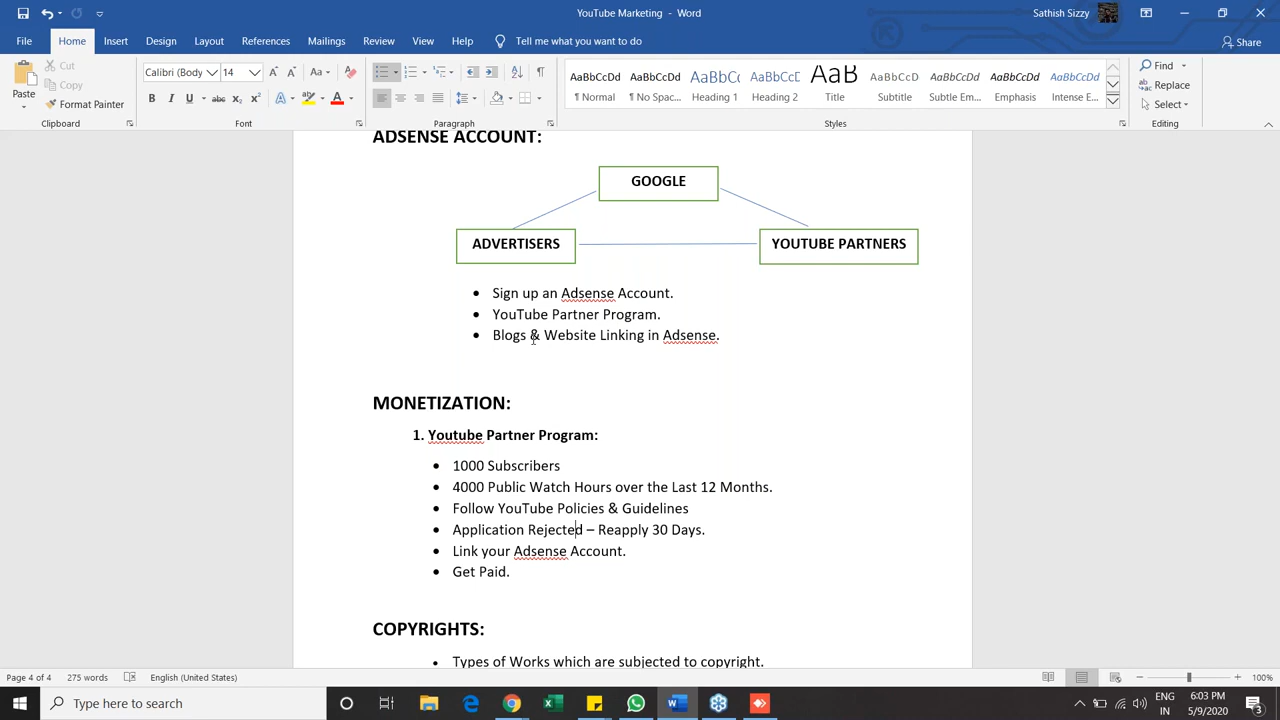 YouTube Marketing - Word
Sathish Sizzy
File Home Insert Design Layout References Mailings Review View Help Tell me what you want to do
Share
Cut
Copy
Format Painter
Paste
Clipboard
Calibri (Body 14
Font
Paragraph
AaBbCcDd AaBbCcDd AaBbC( AaBbCcC AaB AaBbCcD AaBbCcDd AaBbCcDd AaBbCcDd
¶ Normal ¶ No Spac... Heading 1 Heading 2 Title Subtitle Subtle Em... Emphasis Intense E...
Styles
Find
Replace
Select
Editing
ADSENSE ACCOUNT:
GOOGLE
ADVERTISERS YOUTUBE PARTNERS
• Sign up an Adsense Account.
• YouTube Partner Program.
• Blogs & Website Linking in Adsense.
MONETIZATION:
1. Youtube Partner Program:
• 1000 Subscribers
• 4000 Public Watch Hours over the Last 12 Months.
• Follow YouTube Policies & Guidelines
• Application Rejected – Reapply 30 Days.
• Link your Adsense Account.
• Get Paid.
COPYRIGHTS:
• Types of Works which are subjected to copyright.
Page 4 of 4 275 words English (United States) 100%
Type here to search
ENG
IN
6:03 PM
5/9/2020
3